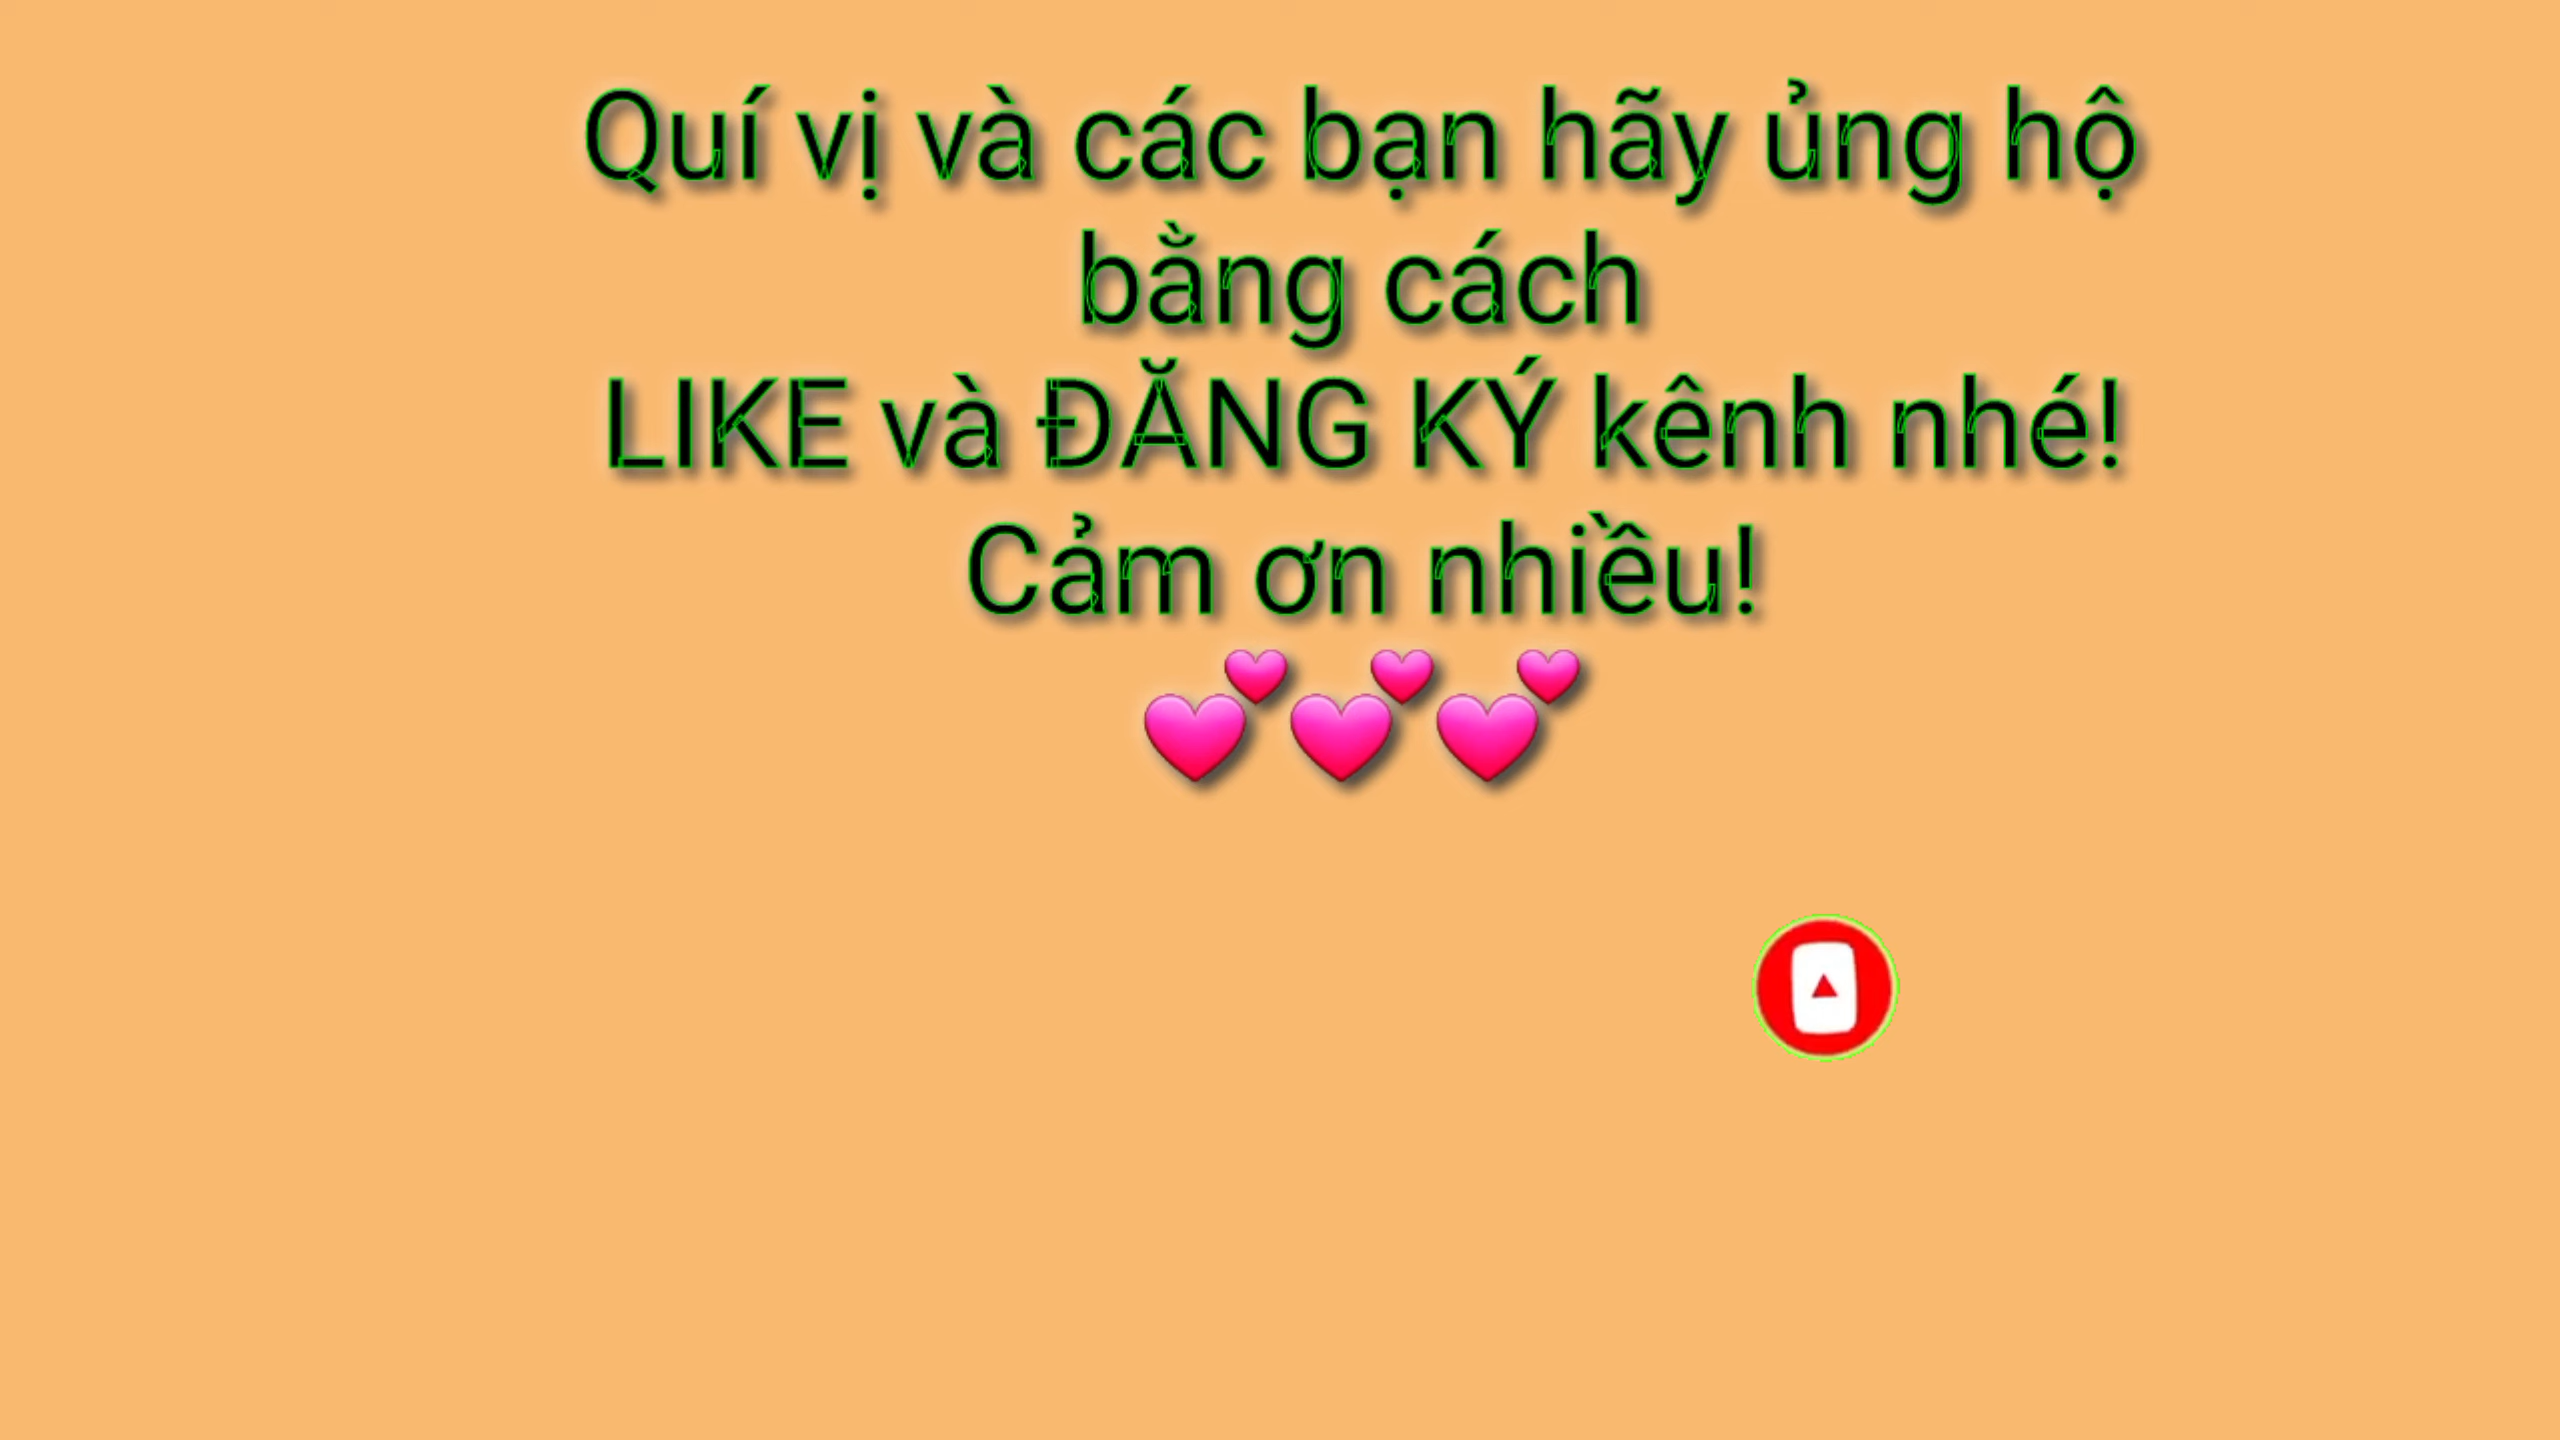 Quí vị và các bạn hãy ủng hộ
bằng cách
LIKE và ĐĂNG KÝ kênh nhé!
Cảm ơn nhiều!
💕💕💕